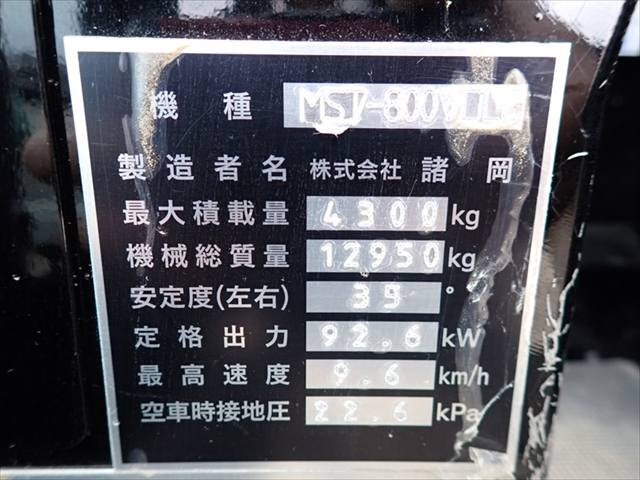 機種 MST-800V
製造者名 株式会社 諸岡
最大積載量 4300 kg
機械総質量 12950 kg
安定度(左右) 35 °
定格出力 92.6 kW
最高速度 9.6 km/h
空車時接地圧 22.6 kPa